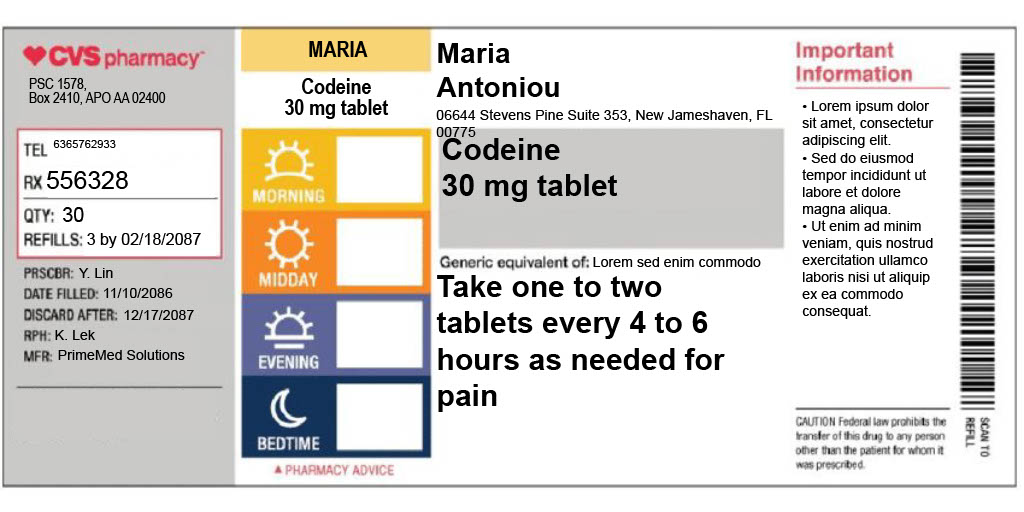 CVS pharmacy
PSC 1578,
Box 2410, APO AA 02400
TEL 6365762933
RX 556328
QTY: 30
REFILLS: 3 by 02/18/2087
PRSCBR: Y. Lin
DATE FILLED: 11/10/2086
DISCARD AFTER: 12/17/2087
RPH: K. Lek
MFR: PrimeMed Solutions
MARIA
Codeine
30 mg tablet
MORNING
MIDDAY
EVENING
BEDTIME
▲ PHARMACY ADVICE
Maria
Antoniou
06644 Stevens Pine Suite 353, New Jameshaven, FL
00775
Codeine
30 mg tablet
Generic equivalent of: Lorem sed enim commodo
Take one to two
tablets every 4 to 6
hours as needed for
pain
Important
Information
• Lorem ipsum dolor
sit amet, consectetur
adipiscing elit.
• Sed do eiusmod
tempor incididunt ut
labore et dolore
magna aliqua.
• Ut enim ad minim
veniam, quis nostrud
exercitation ullamco
laboris nisi ut aliquip
ex ea commodo
consequat.
CAUTION Federal law prohibits the
transfer of this drug to any person
other than the patient for whom it
was prescribed.
SCAN TO
REFILL